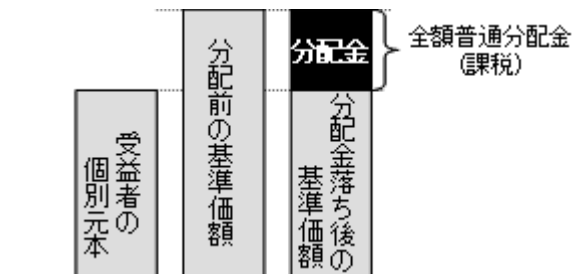 受益者の
個別元本
分配前の基準価額
分配金
分配金落ち後の
基準価額
全額普通分配金
(課税)